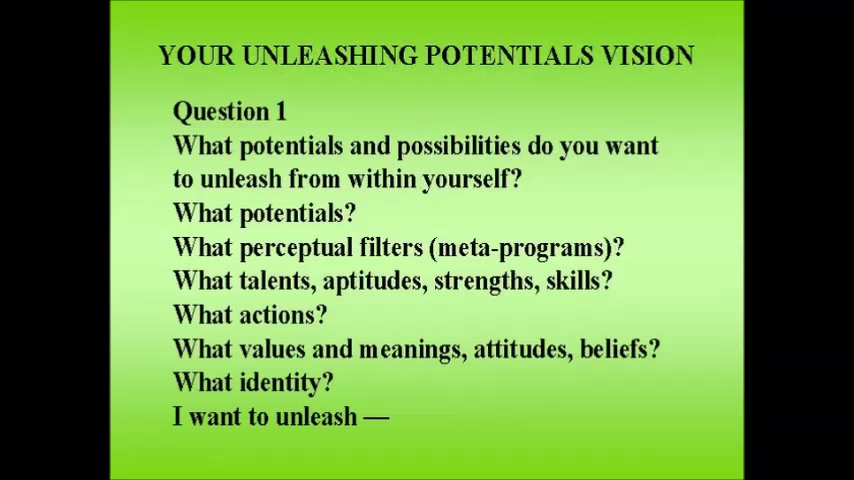 YOUR UNLEASHING POTENTIALS VISION
Question 1
What potentials and possibilities do you want
to unleash from within yourself?
What potentials?
What perceptual filters (meta-programs)?
What talents, aptitudes, strengths, skills?
What actions?
What values and meanings, attitudes, beliefs?
What identity?
I want to unleash —